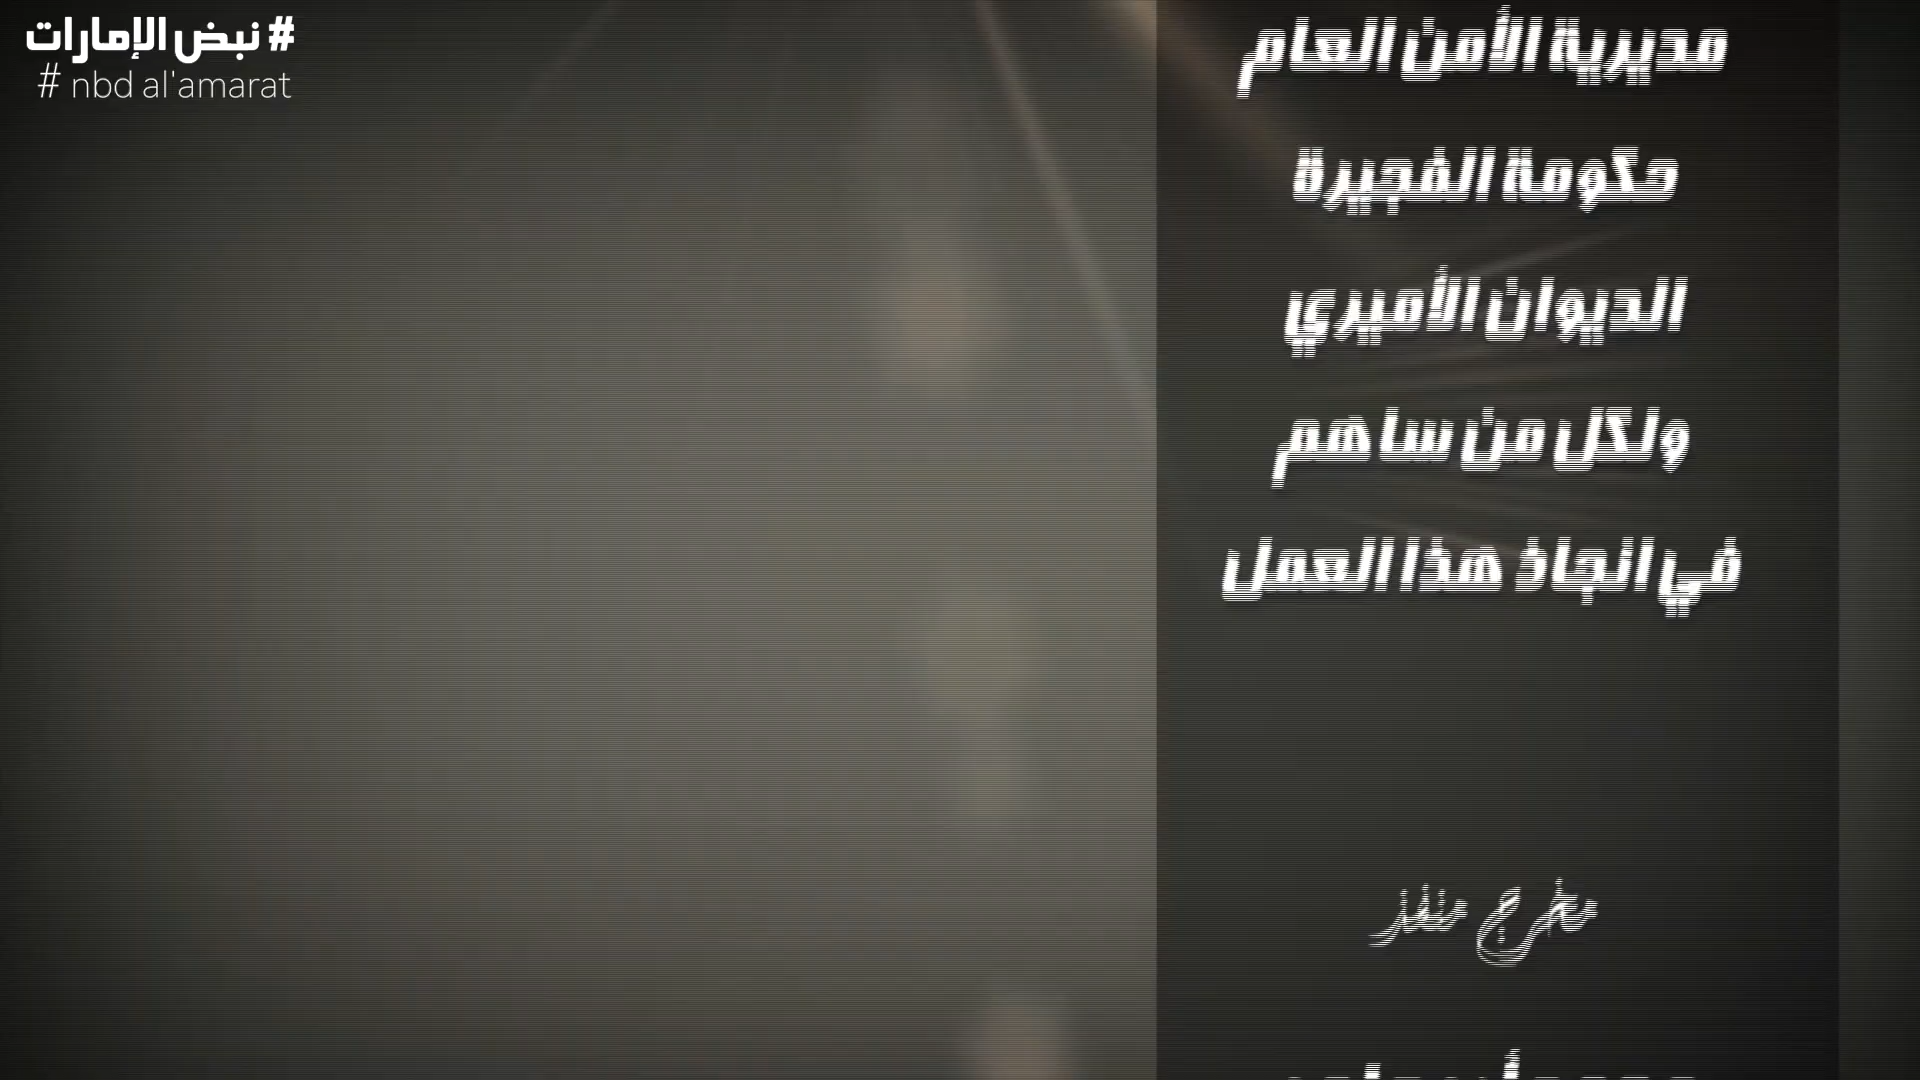 # نبض الإمارات
# nbd al'amarat
مديرية الأمن العام
حكومة الفجيرة
الديوان الأميري
ولكل من ساهم
في انجاذ هذا العمل
مخرج منفذ